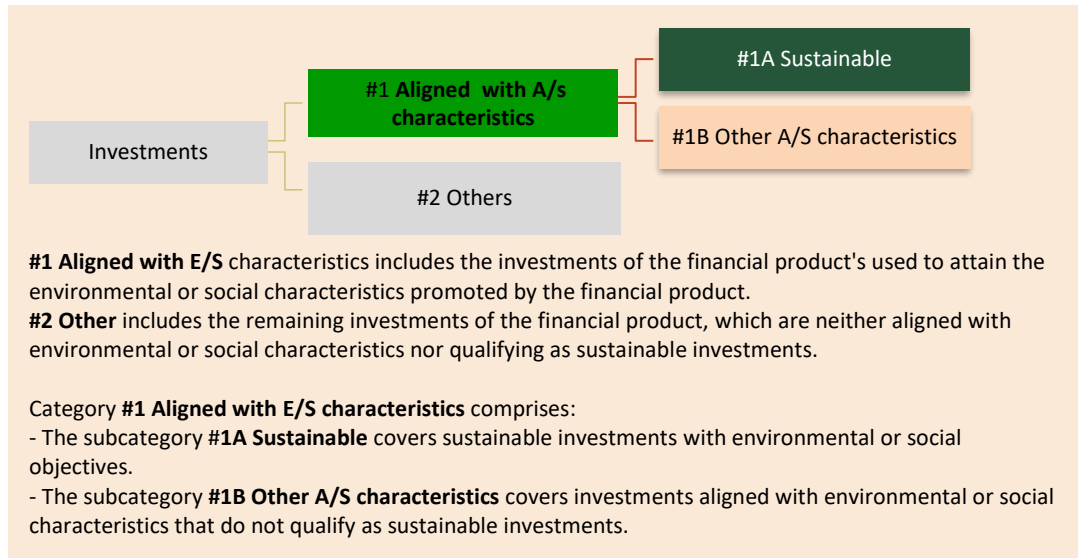 #1A Sustainable
#1 Aligned with A/s
characteristics
#1B Other A/S characteristics
Investments
#2 Others
#1 Aligned with E/S characteristics includes the investments of the financial product's used to attain the
environmental or social characteristics promoted by the financial product.
#2 Other includes the remaining investments of the financial product, which are neither aligned with
environmental or social characteristics nor qualifying as sustainable investments.
Category #1 Aligned with E/S characteristics comprises:
- The subcategory #1A Sustainable covers sustainable investments with environmental or social
objectives.
- The subcategory #1B Other A/S characteristics covers investments aligned with environmental or social
characteristics that do not qualify as sustainable investments.